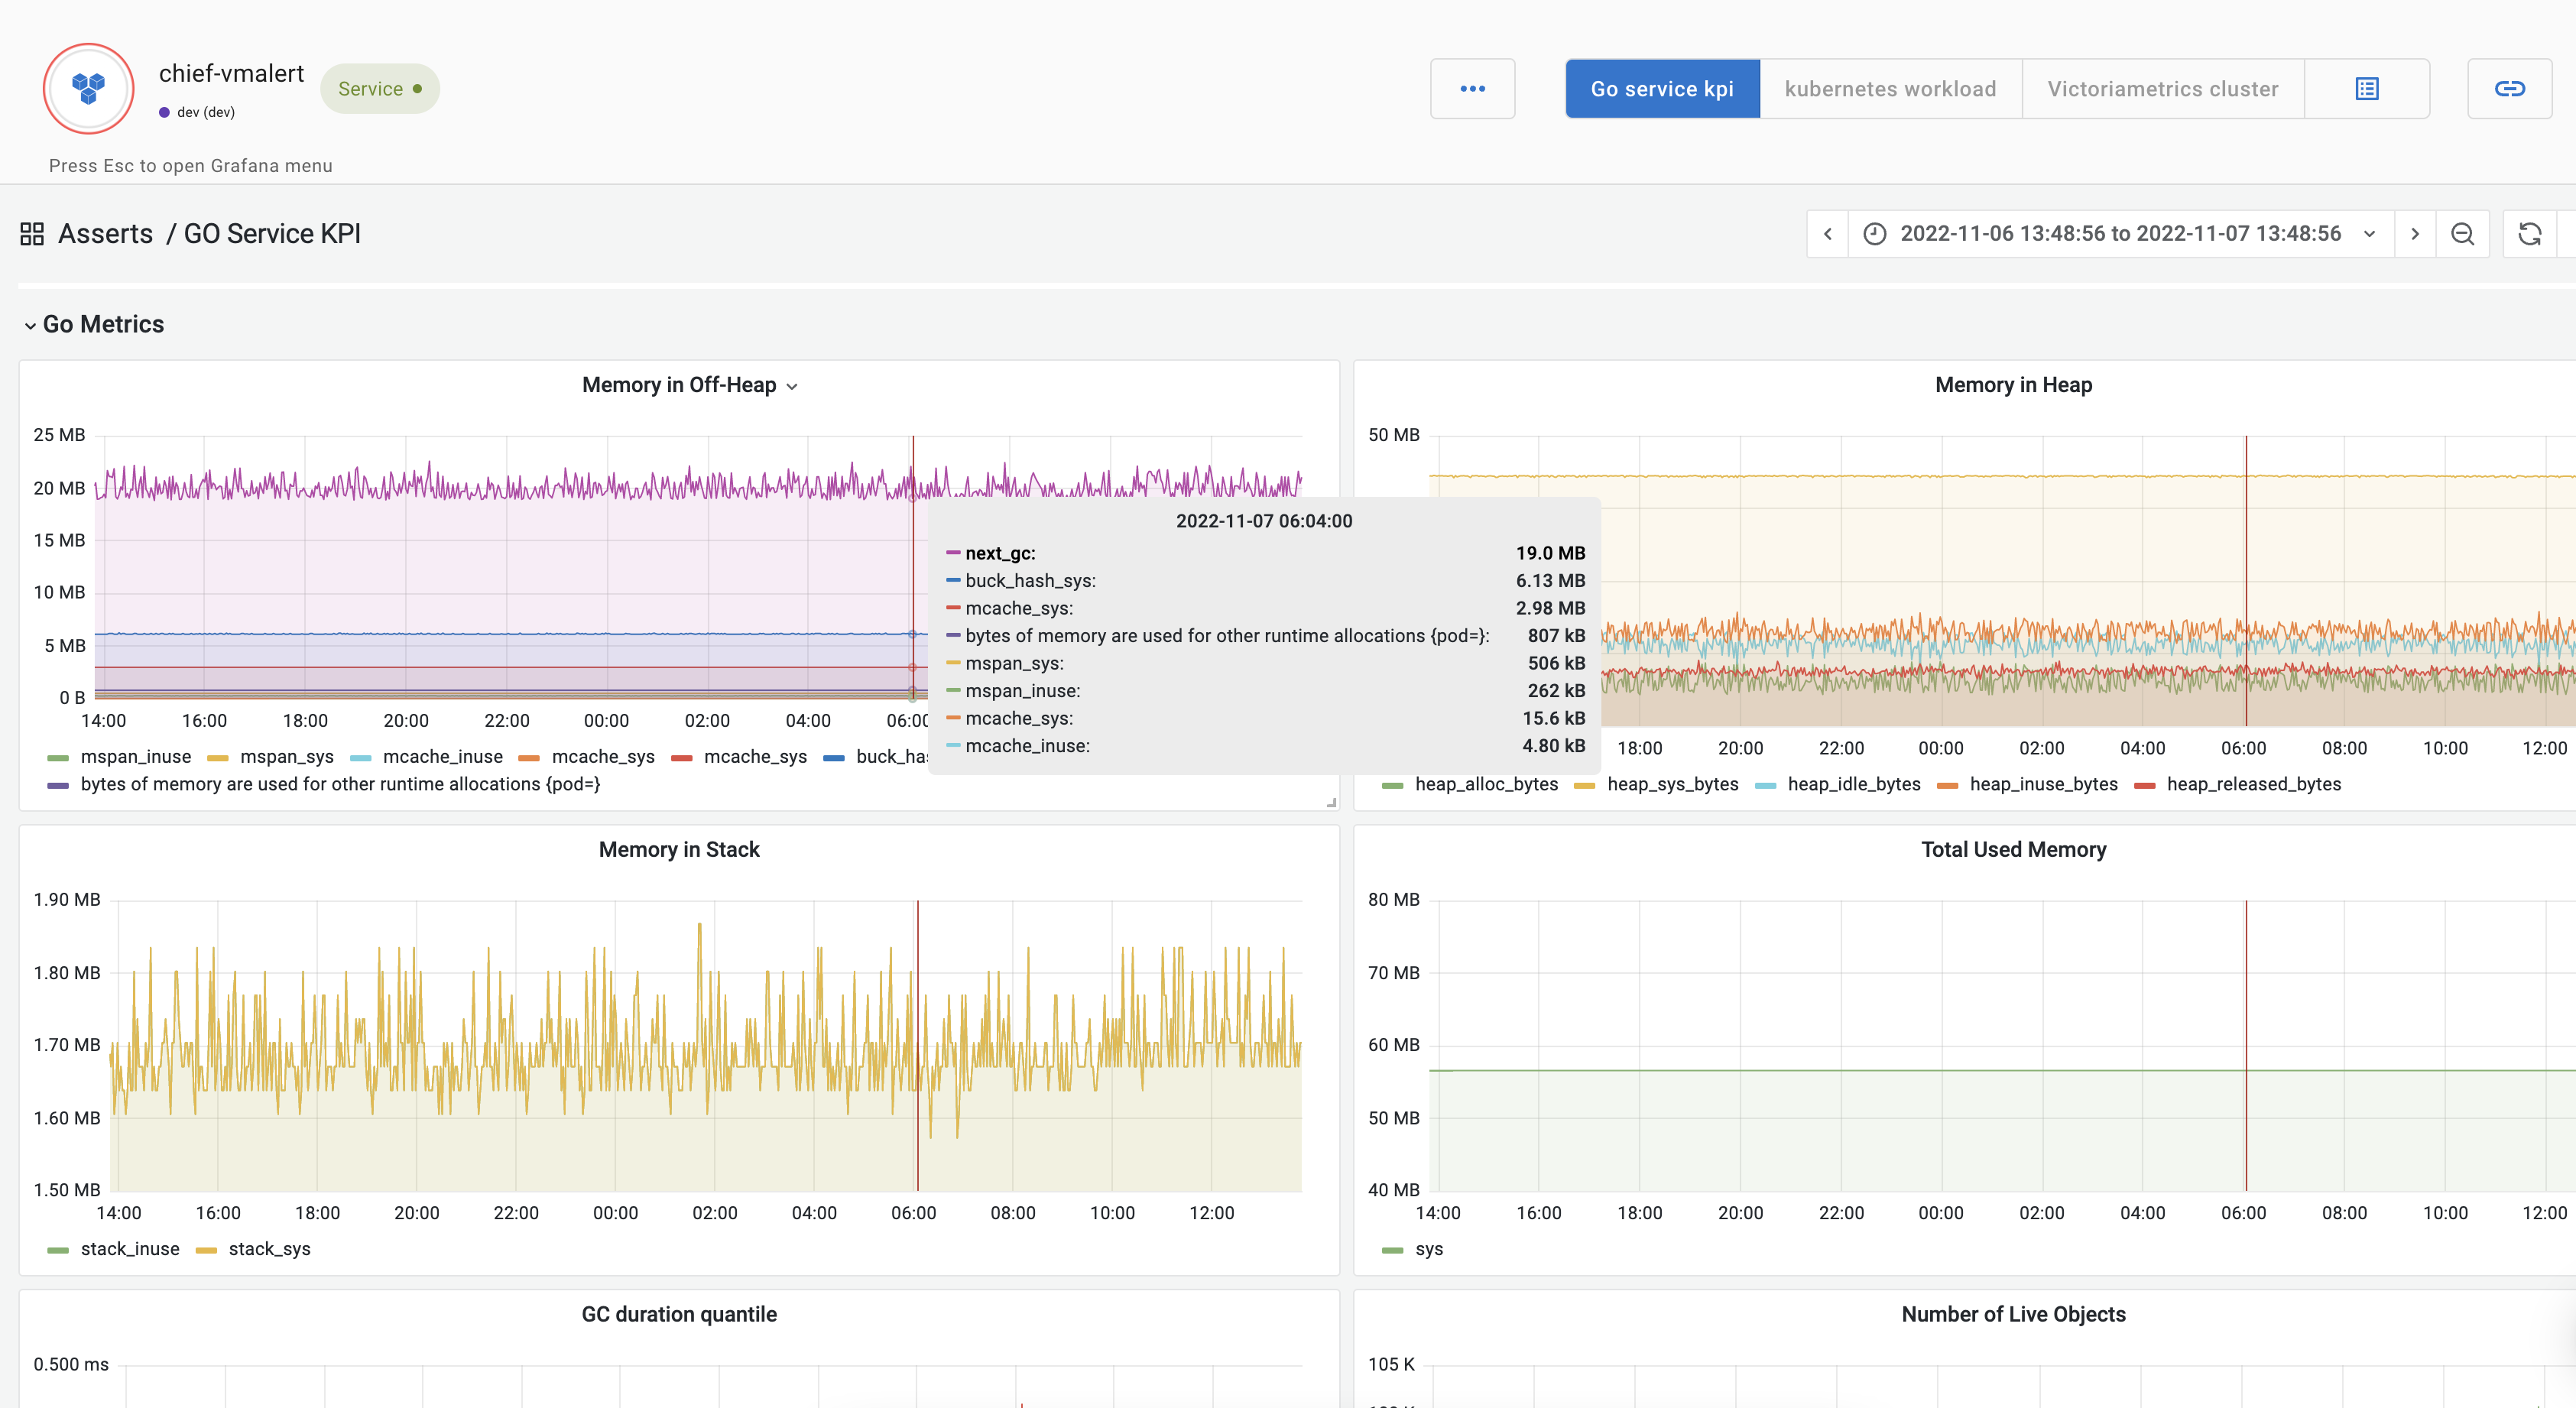 chief-vmalert
Service
dev (dev)
Press Esc to open Grafana menu
Go service kpi
kubernetes workload
Victoriametrics cluster
Asserts / GO Service KPI
2022-11-06 13:48:56 to 2022-11-07 13:48:56
Go Metrics
Memory in Off-Heap
25 MB
20 MB
15 MB
10 MB
5 MB
0 B
14:00 16:00 18:00 20:00 22:00 00:00 02:00 04:00 06:00
mspan_inuse mspan_sys mcache_inuse mcache_sys mcache_sys buck_has
bytes of memory are used for other runtime allocations {pod=}
2022-11-07 06:04:00
next_gc: 19.0 MB
buck_hash_sys: 6.13 MB
mcache_sys: 2.98 MB
bytes of memory are used for other runtime allocations {pod=}: 807 kB
mspan_sys: 506 kB
mspan_inuse: 262 kB
mcache_sys: 15.6 kB
mcache_inuse: 4.80 kB
Memory in Heap
50 MB
18:00 20:00 22:00 00:00 02:00 04:00 06:00 08:00 10:00 12:00
heap_alloc_bytes heap_sys_bytes heap_idle_bytes heap_inuse_bytes heap_released_bytes
Memory in Stack
1.90 MB
1.80 MB
1.70 MB
1.60 MB
1.50 MB
14:00 16:00 18:00 20:00 22:00 00:00 02:00 04:00 06:00 08:00 10:00 12:00
stack_inuse stack_sys
Total Used Memory
80 MB
70 MB
60 MB
50 MB
40 MB
14:00 16:00 18:00 20:00 22:00 00:00 02:00 04:00 06:00 08:00 10:00 12:00
sys
GC duration quantile
0.500 ms
Number of Live Objects
105 K